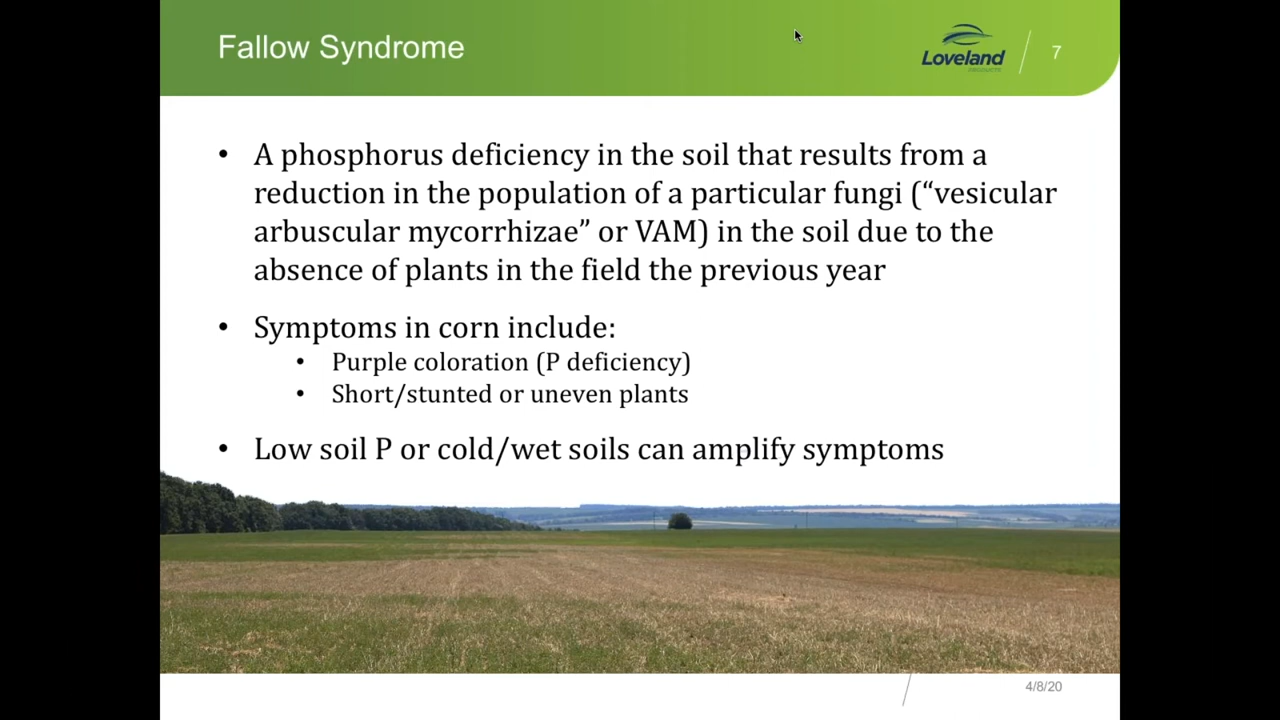 Fallow Syndrome
Loveland
PRODUCTS
7
• A phosphorus deficiency in the soil that results from a
reduction in the population of a particular fungi (“vesicular
arbuscular mycorrhizae” or VAM) in the soil due to the
absence of plants in the field the previous year
• Symptoms in corn include:
• Purple coloration (P deficiency)
• Short/stunted or uneven plants
• Low soil P or cold/wet soils can amplify symptoms
4/8/20